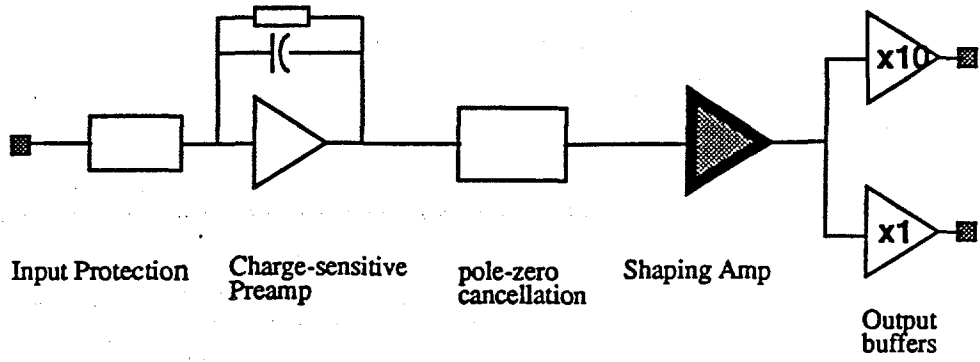 x10
x1
Input Protection
Charge-sensitive
Preamp
pole-zero
cancellation
Shaping Amp
Output
buffers